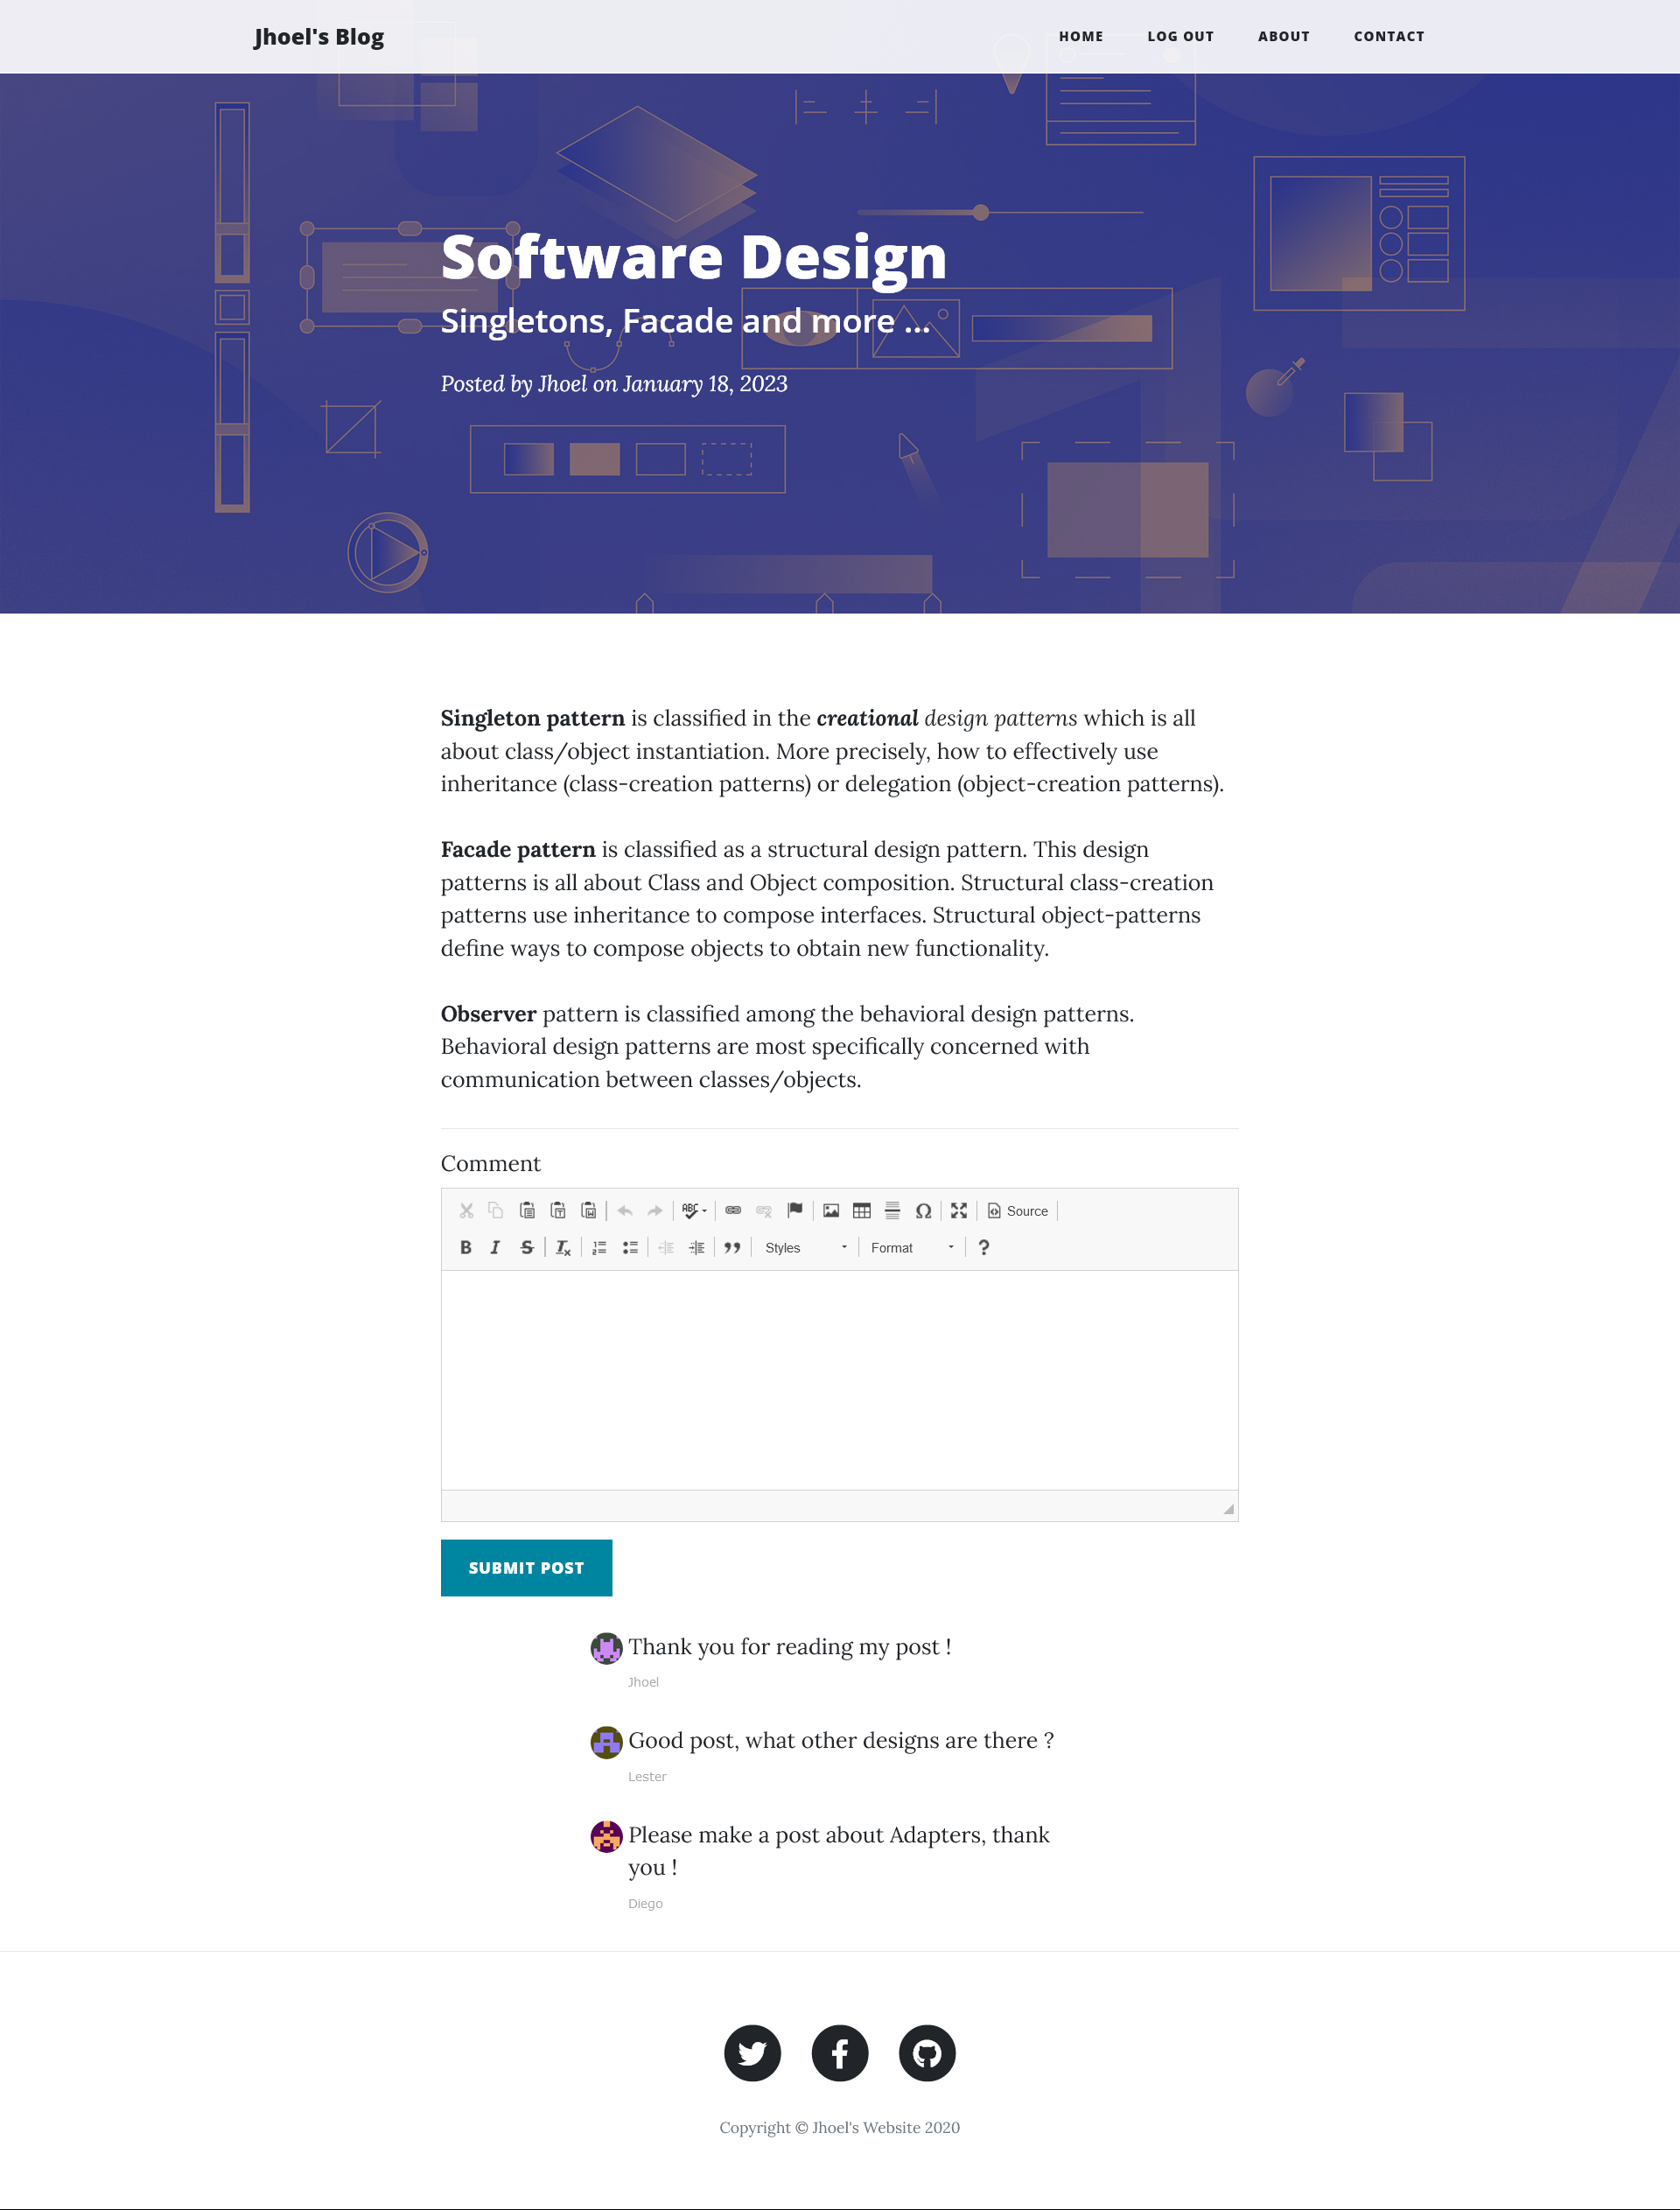 Jhoel's Blog
HOME
LOG OUT
ABOUT
CONTACT
Software Design
Singletons, Facade and more ...
Posted by Jhoel on January 18, 2023
Singleton pattern is classified in the creational design patterns which is all
about class/object instantiation. More precisely, how to effectively use
inheritance (class-creation patterns) or delegation (object-creation patterns).
Facade pattern is classified as a structural design pattern. This design
patterns is all about Class and Object composition. Structural class-creation
patterns use inheritance to compose interfaces. Structural object-patterns
define ways to compose objects to obtain new functionality.
Observer pattern is classified among the behavioral design patterns.
Behavioral design patterns are most specifically concerned with
communication between classes/objects.
Comment
Source
Styles
Format
SUBMIT POST
Thank you for reading my post !
Jhoel
Good post, what other designs are there ?
Lester
Please make a post about Adapters, thank
you !
Diego
Copyright © Jhoel's Website 2020